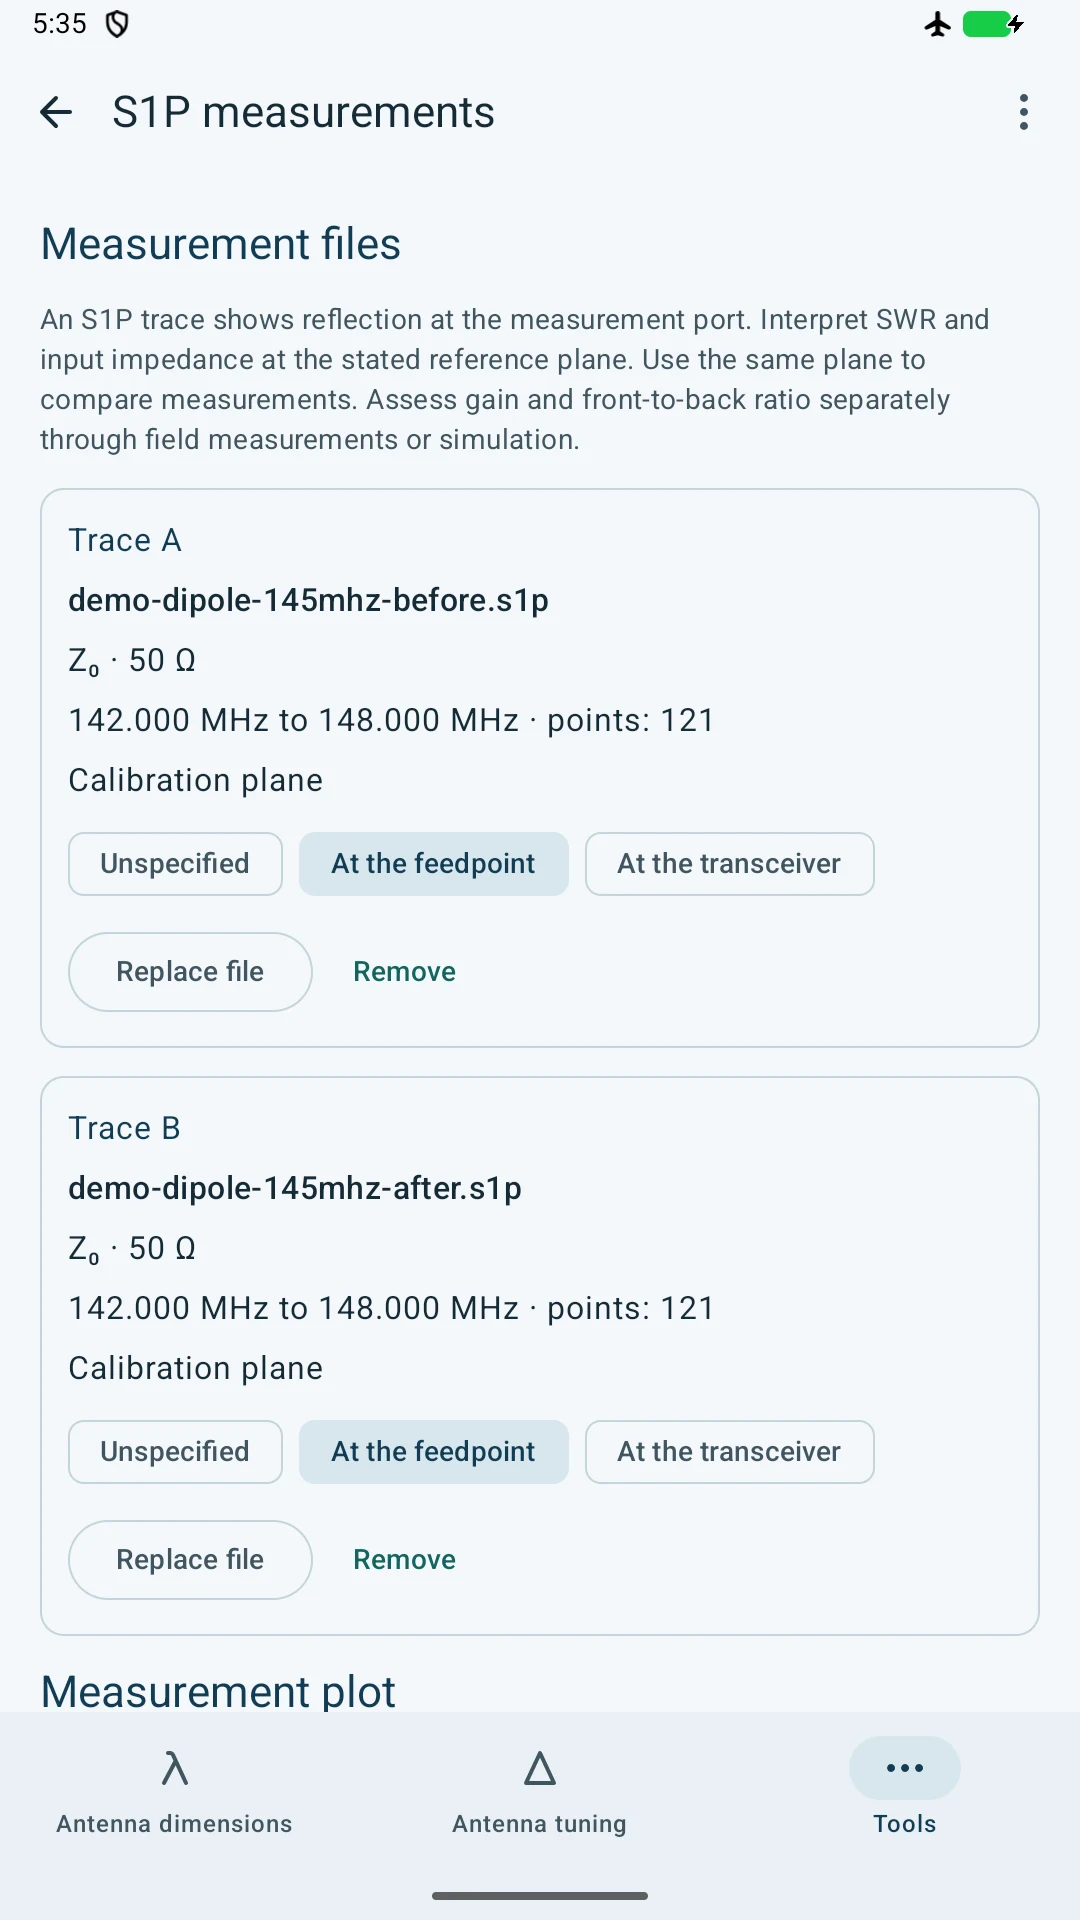 5:35
S1P measurements
Measurement files
An S1P trace shows reflection at the measurement port. Interpret SWR and
input impedance at the stated reference plane. Use the same plane to
compare measurements. Assess gain and front-to-back ratio separately
through field measurements or simulation.
Trace A
demo-dipole-145mhz-before.s1p
Z₀ · 50 Ω
142.000 MHz to 148.000 MHz · points: 121
Calibration plane
Unspecified At the feedpoint At the transceiver
Replace file Remove
Trace B
demo-dipole-145mhz-after.s1p
Z₀ · 50 Ω
142.000 MHz to 148.000 MHz · points: 121
Calibration plane
Unspecified At the feedpoint At the transceiver
Replace file Remove
Measurement plot
λ Δ
Antenna dimensions Antenna tuning Tools